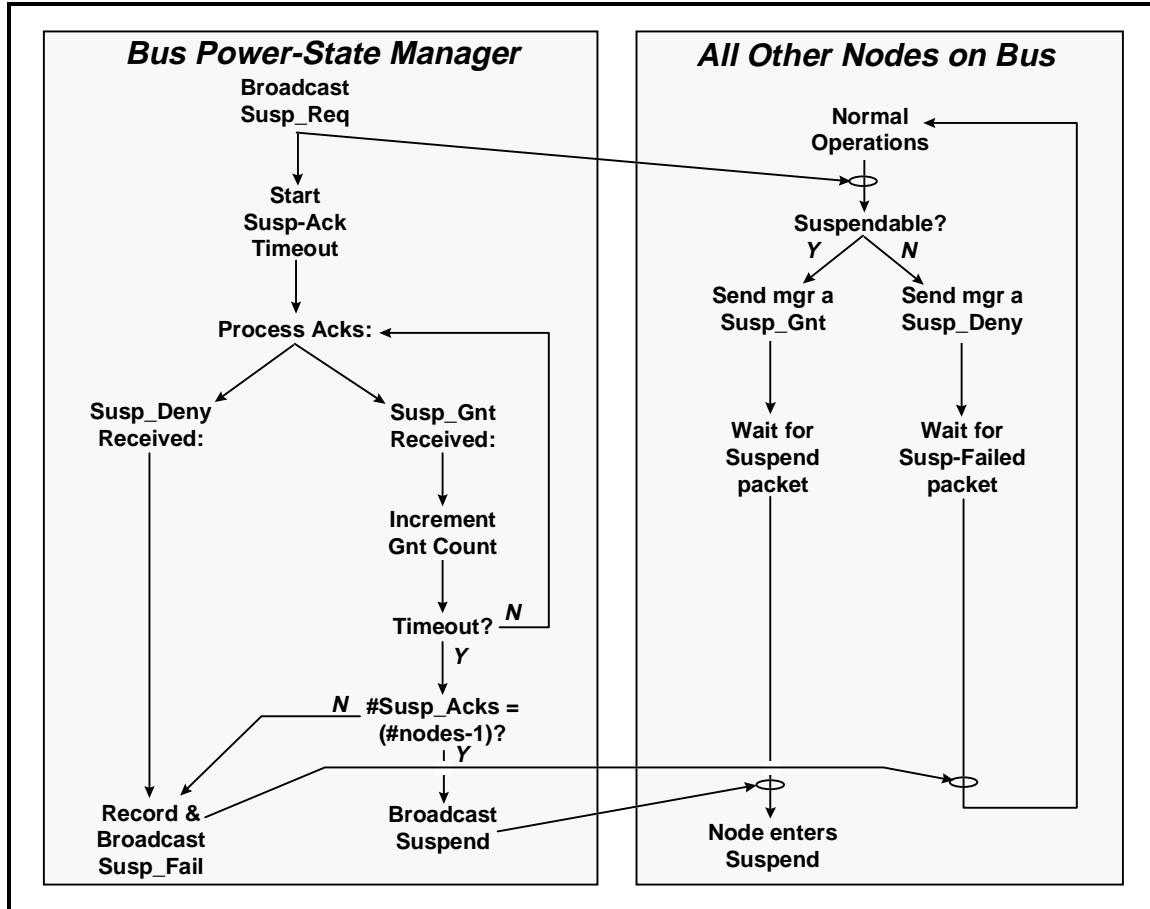 Bus Power-State Manager
Broadcast
Susp_Req
Start
Susp-Ack
Timeout
Process Acks:
Susp_Deny
Received:
Susp_Gnt
Received:
Increment
Gnt Count
Timeout?
N
Y
N
#Susp_Acks =
(#nodes-1)?
Y
Record &
Broadcast
Susp_Fail
Broadcast
Suspend
All Other Nodes on Bus
Normal
Operations
Suspendable?
Y
N
Send mgr a
Susp_Gnt
Send mgr a
Susp_Deny
Wait for
Suspend
packet
Wait for
Susp-Failed
packet
Node enters
Suspend